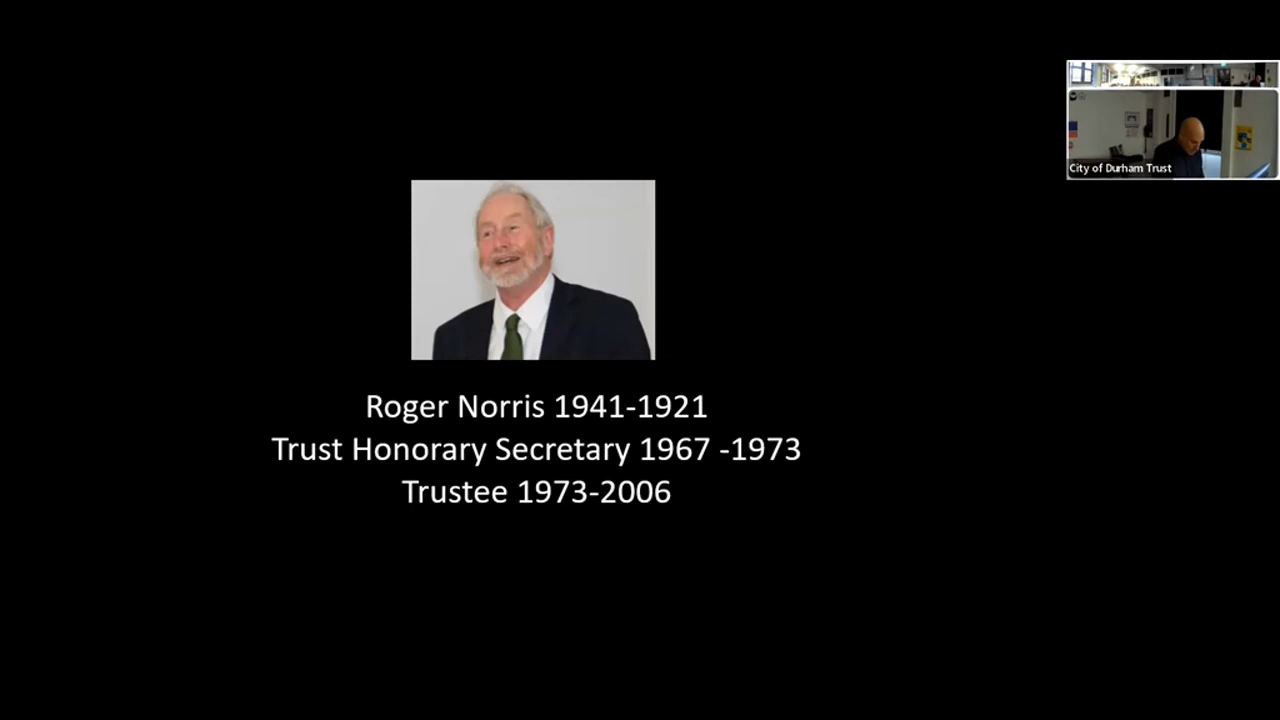 City of Durham Trust
Roger Norris 1941-1921
Trust Honorary Secretary 1967 -1973
Trustee 1973-2006